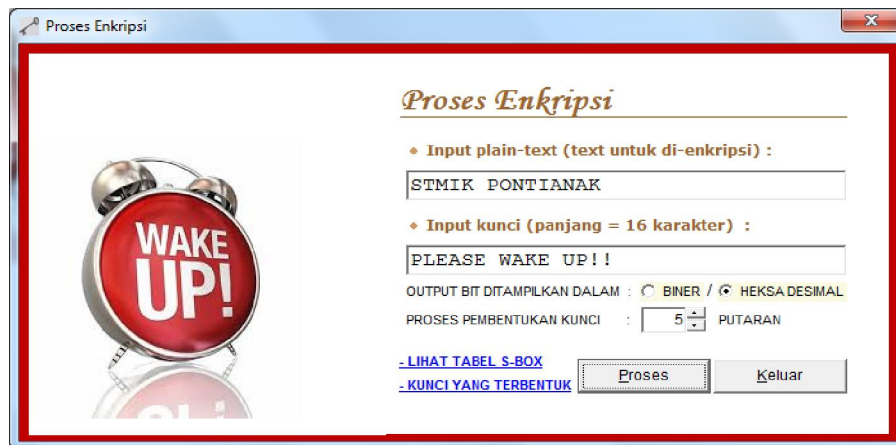 Proses Enkripsi
Proses Enkripsi
Input plain-text (text untuk di-enkripsi) :
STMIK PONTIANAK
Input kunci (panjang = 16 karakter) :
PLEASE WAKE UP!!
OUTPUT BIT DITAMPILKAN DALAM : BINER / HEKSA DESIMAL
PROSES PEMBENTUKAN KUNCI : 5 PUTARAN
- LIHAT TABEL S-BOX
- KUNCI YANG TERBENTUK
Proses Keluar
WAKE
UP!